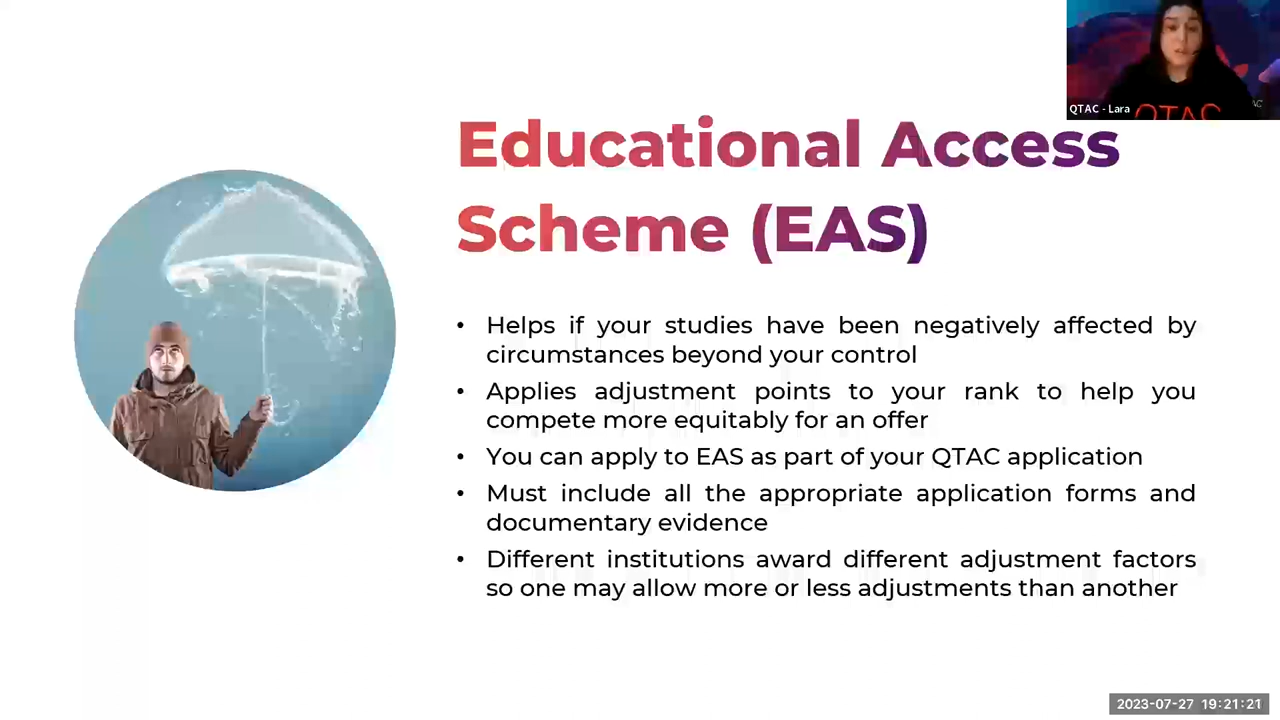 QTAC - Lara
QTAC
Educational Access
Scheme (EAS)
• Helps if your studies have been negatively affected by
circumstances beyond your control
• Applies adjustment points to your rank to help you
compete more equitably for an offer
• You can apply to EAS as part of your QTAC application
• Must include all the appropriate application forms and
documentary evidence
• Different institutions award different adjustment factors
so one may allow more or less adjustments than another
2023-07-27 19:21:21